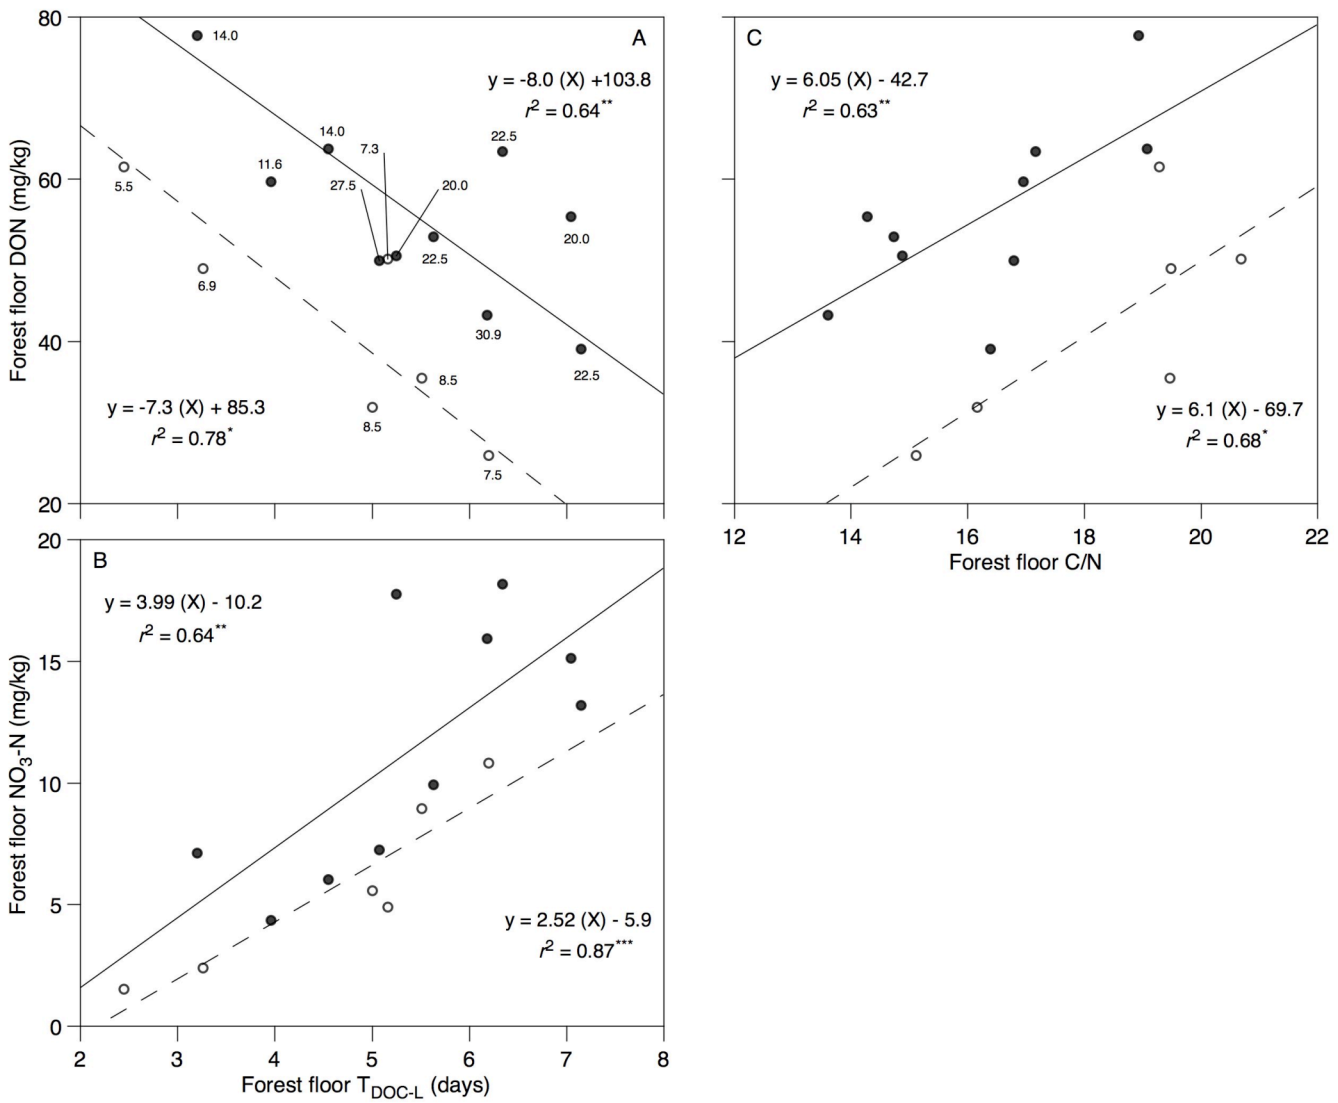 80
60
40
20
Forest floor DON (mg/kg)
A
y = -8.0 (X) +103.8
r² = 0.64**
14.0
14.0
7.3
22.5
11.6
27.5
20.0
5.5
20.0
22.5
6.9
30.9
22.5
8.5
8.5
7.5
y = -7.3 (X) + 85.3
r² = 0.78*
C
y = 6.05 (X) - 42.7
r² = 0.63**
y = 6.1 (X) - 69.7
r² = 0.68*
12 14 16 18 20 22
Forest floor C/N
20
15
10
5
0
Forest floor NO₃-N (mg/kg)
B
y = 3.99 (X) - 10.2
r² = 0.64**
y = 2.52 (X) - 5.9
r² = 0.87***
2 3 4 5 6 7 8
Forest floor T_DOC-L (days)